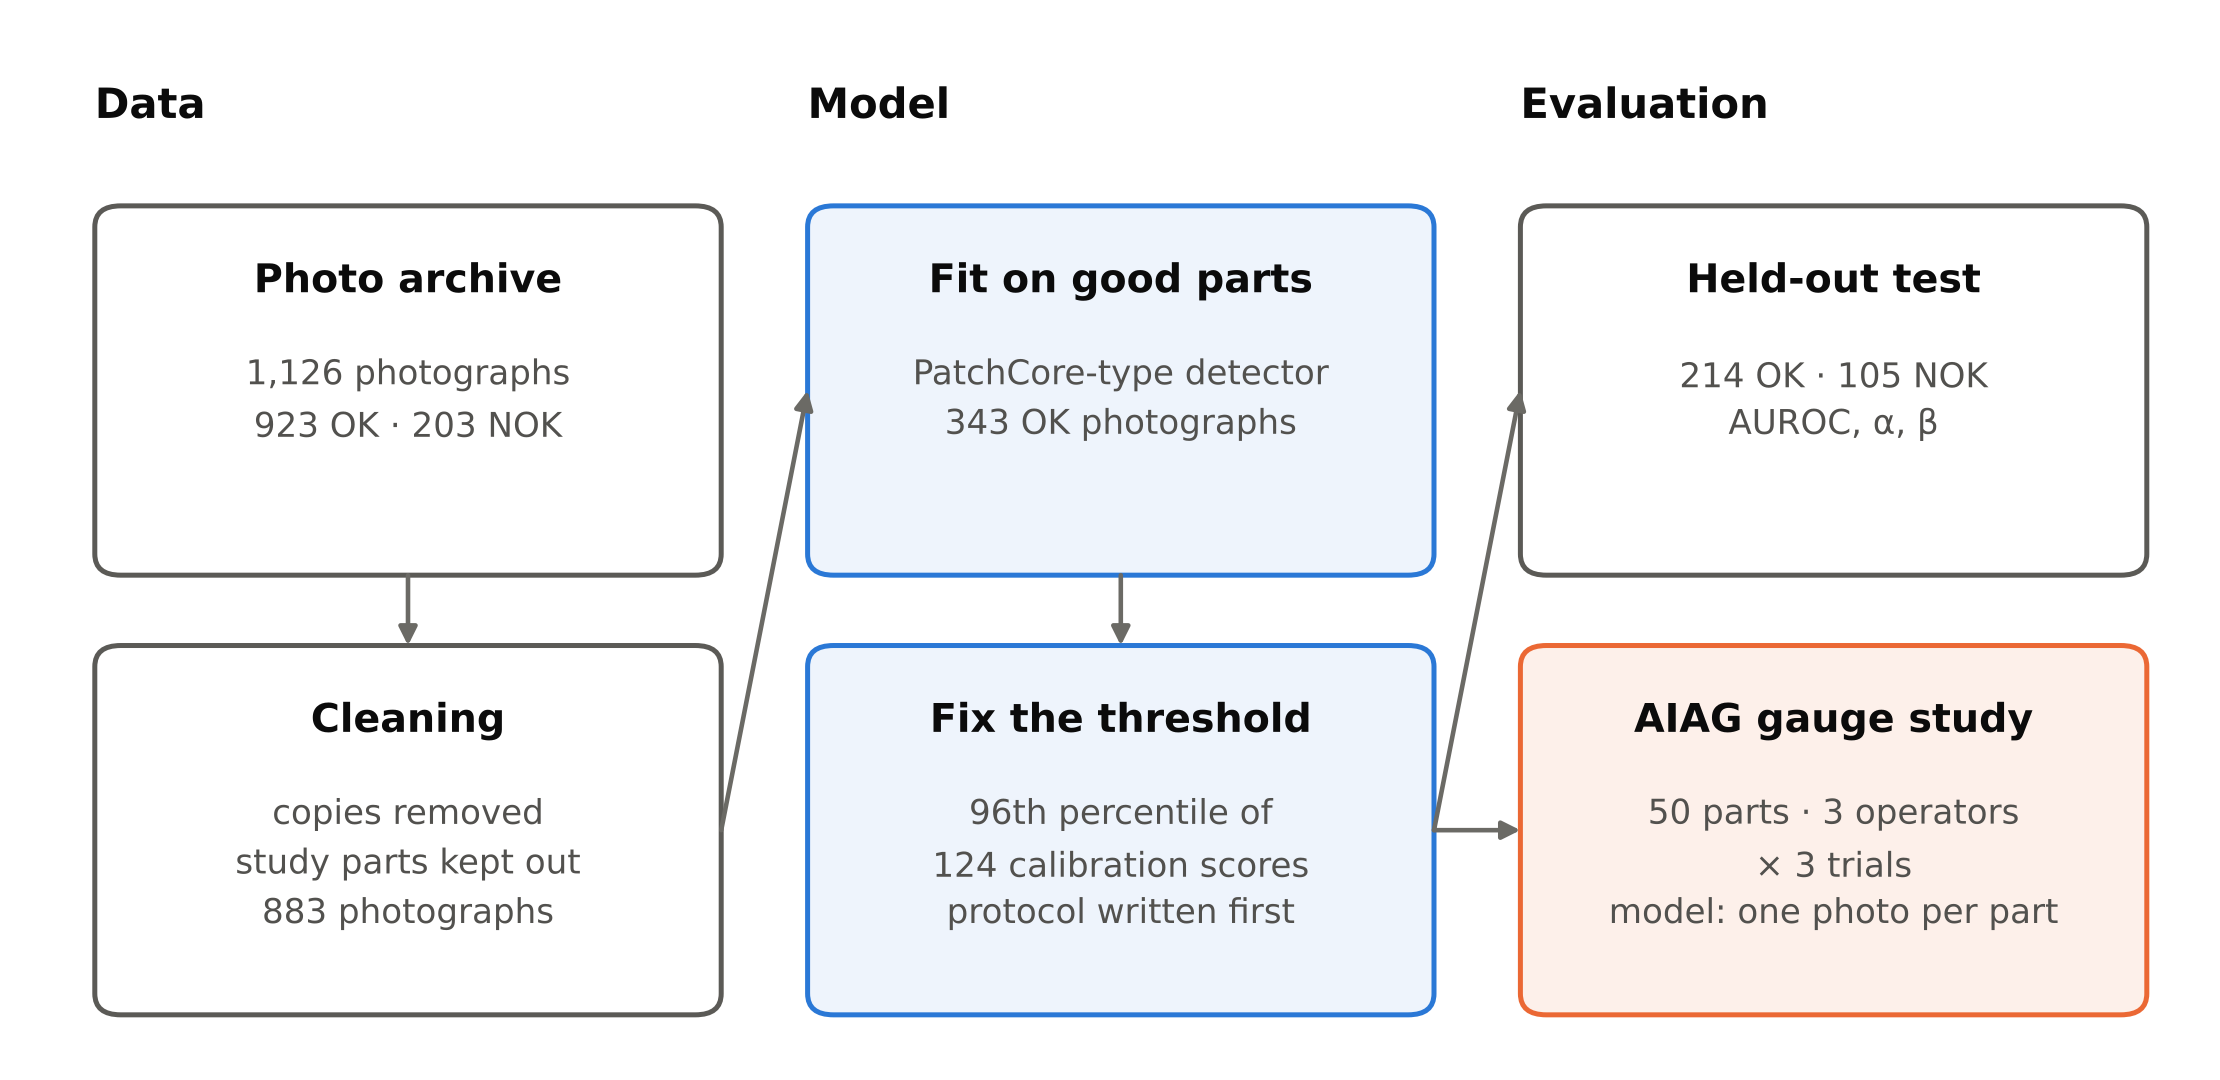 Data
Photo archive
1,126 photographs
923 OK · 203 NOK
Cleaning
copies removed
study parts kept out
883 photographs
Model
Fit on good parts
PatchCore-type detector
343 OK photographs
Fix the threshold
96th percentile of
124 calibration scores
protocol written first
Evaluation
Held-out test
214 OK · 105 NOK
AUROC, α, β
AIAG gauge study
50 parts · 3 operators
× 3 trials
model: one photo per part